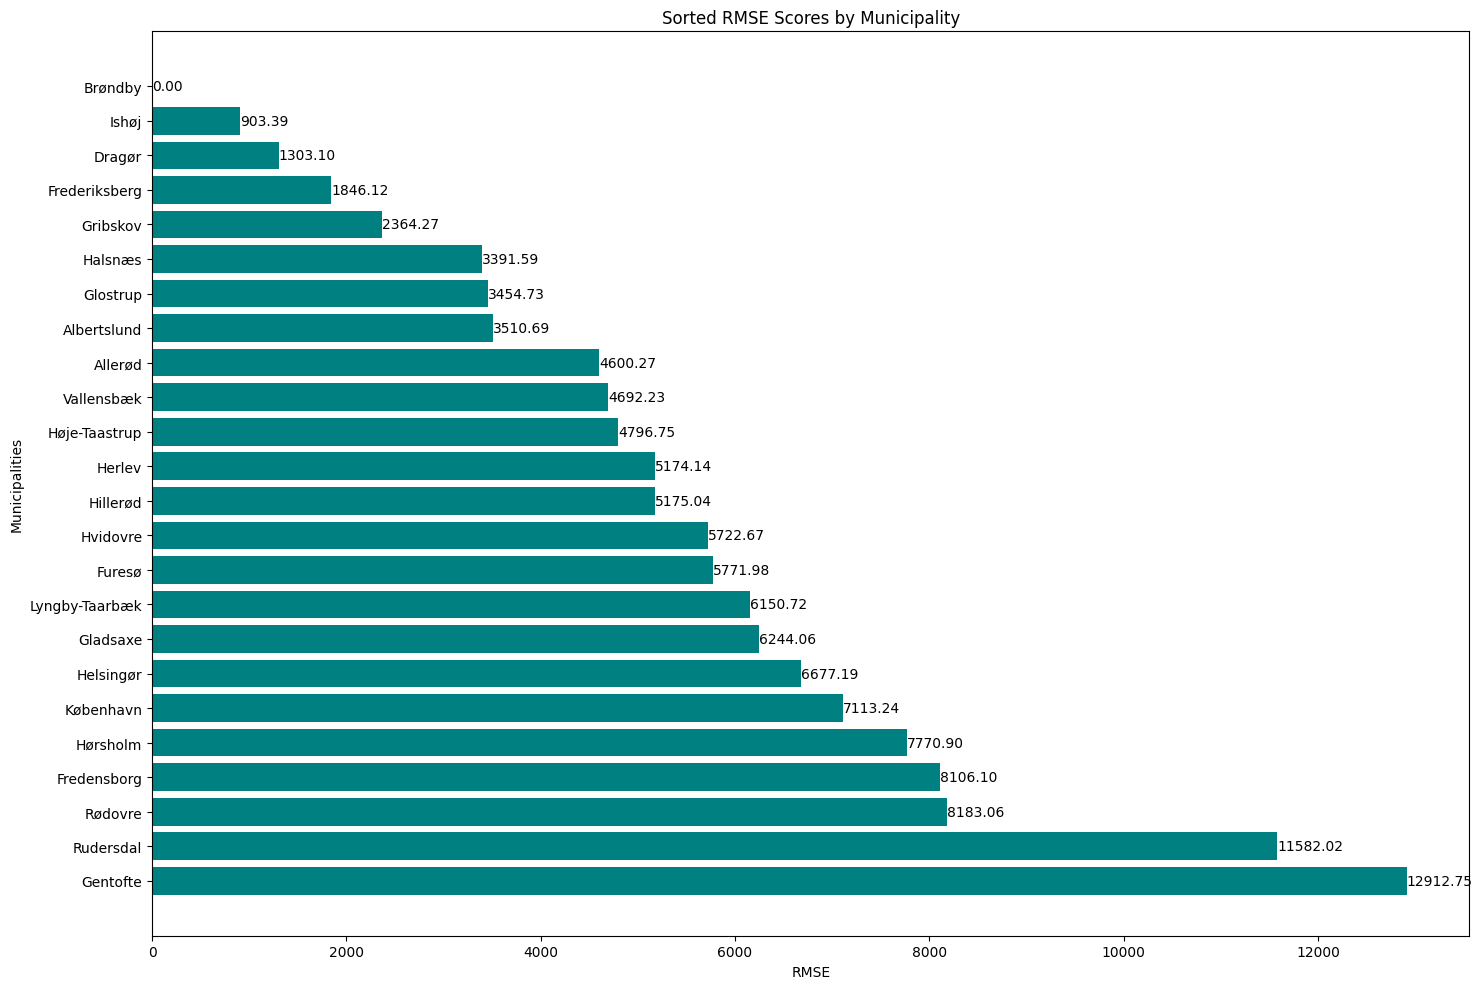 Sorted RMSE Scores by Municipality
Municipalities
Brøndby 0.00
Ishøj 903.39
Dragør 1303.10
Frederiksberg 1846.12
Gribskov 2364.27
Halsnæs 3391.59
Glostrup 3454.73
Albertslund 3510.69
Allerød 4600.27
Vallensbæk 4692.23
Høje-Taastrup 4796.75
Herlev 5174.14
Hillerød 5175.04
Hvidovre 5722.67
Furesø 5771.98
Lyngby-Taarbæk 6150.72
Gladsaxe 6244.06
Helsingør 6677.19
København 7113.24
Hørsholm 7770.90
Fredensborg 8106.10
Rødovre 8183.06
Rudersdal 11582.02
Gentofte 12912.75
0 2000 4000 6000 8000 10000 12000
RMSE